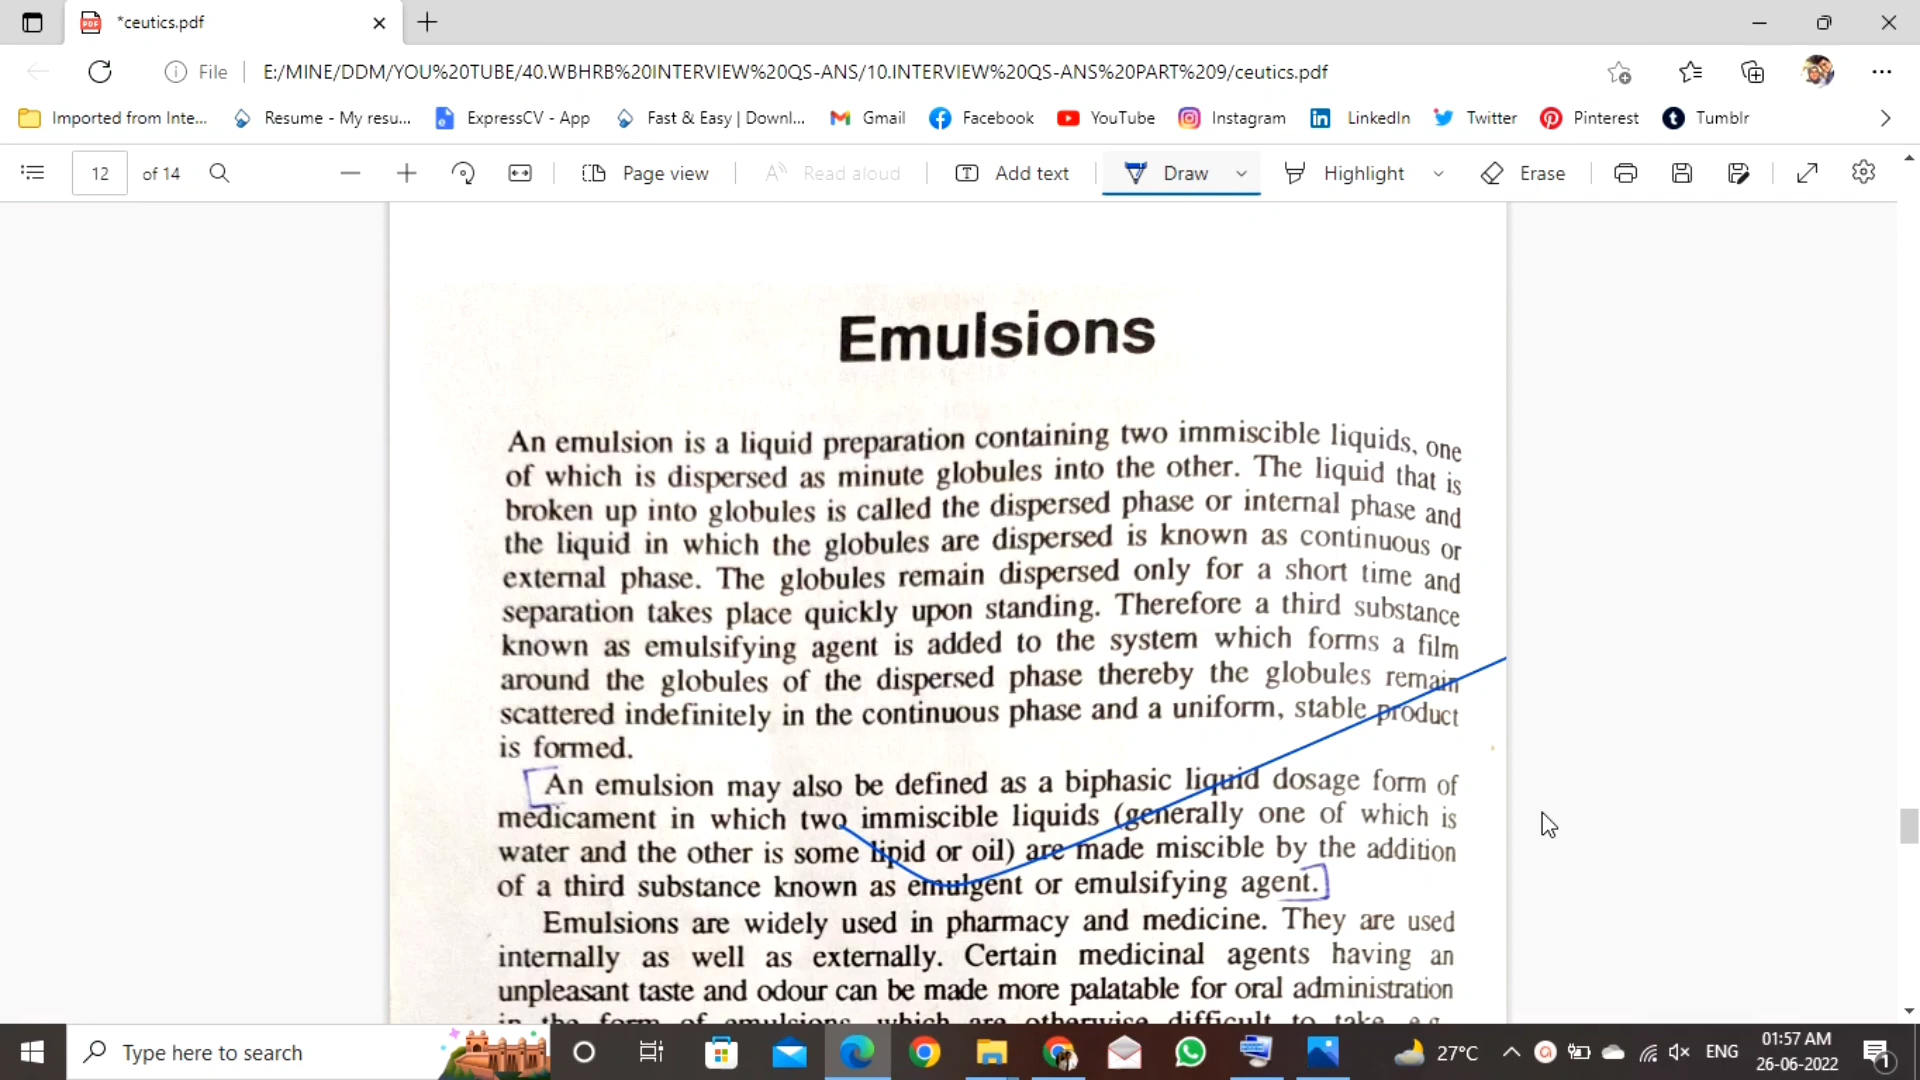 *ceutics.pdf
File
E:/MINE/DDM/YOU%20TUBE/40.WBHRB%20INTERVIEW%20QS-ANS/10.INTERVIEW%20QS-ANS%20PART%209/ceutics.pdf
Imported from Inte...
Resume - My resu...
ExpressCV - App
Fast & Easy | Downl...
Gmail
Facebook
YouTube
Instagram
LinkedIn
Twitter
Pinterest
Tumblr
12 of 14
Page view
Read aloud
Add text
Draw
Highlight
Erase
Emulsions
An emulsion is a liquid preparation containing two immiscible liquids, one
of which is dispersed as minute globules into the other. The liquid that is
broken up into globules is called the dispersed phase or internal phase and
the liquid in which the globules are dispersed is known as continuous or
external phase. The globules remain dispersed only for a short time and
separation takes place quickly upon standing. Therefore a third substance
known as emulsifying agent is added to the system which forms a film
around the globules of the dispersed phase thereby the globules remain
scattered indefinitely in the continuous phase and a uniform, stable product
is formed.
An emulsion may also be defined as a biphasic liquid dosage form of
medicament in which two immiscible liquids (generally one of which is
water and the other is some lipid or oil) are made miscible by the addition
of a third substance known as emulgent or emulsifying agent.
Emulsions are widely used in pharmacy and medicine. They are used
internally as well as externally. Certain medicinal agents having an
unpleasant taste and odour can be made more palatable for oral administration
in the form of emulsions which are otherwise difficult to take e.g.
Type here to search
27°C
ENG
01:57 AM
26-06-2022
1